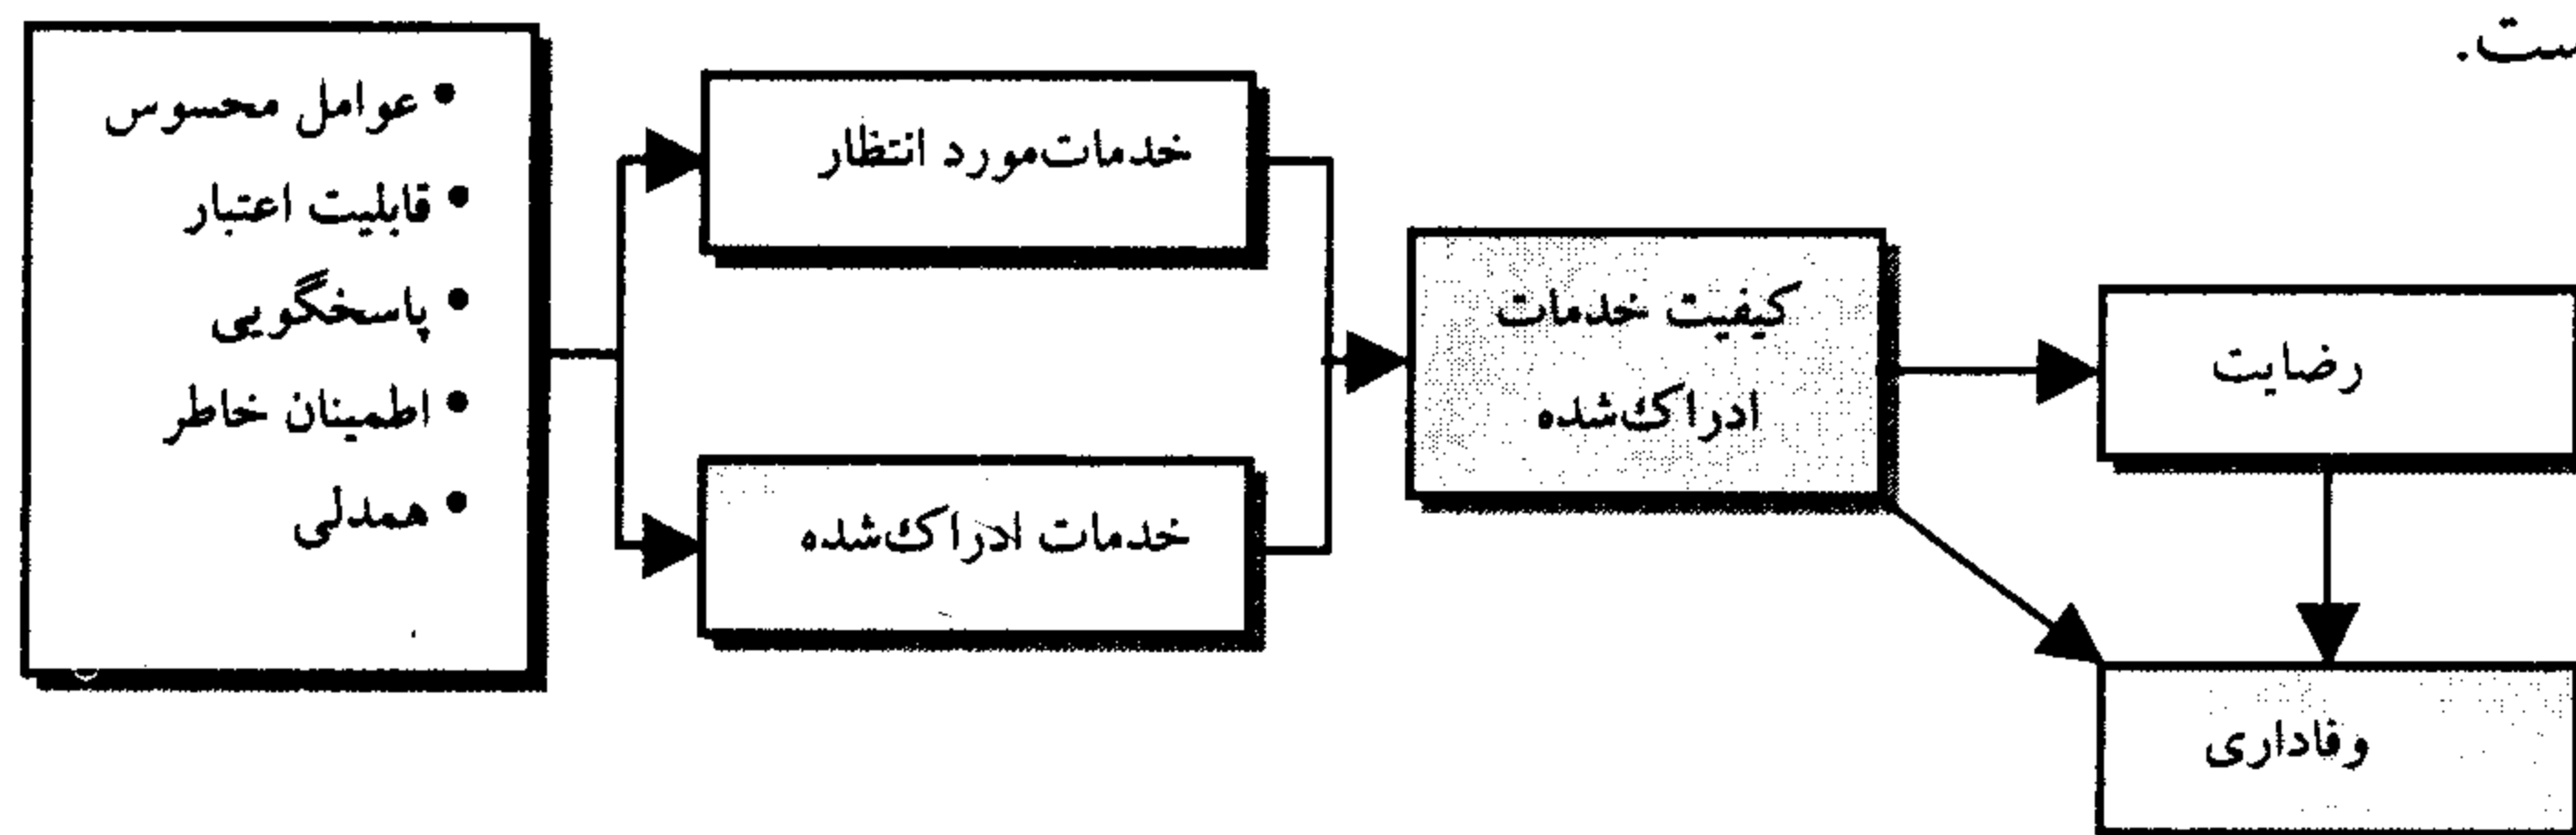 ست.
• عوامل محسوس
• قابلیت اعتبار
• پاسخگویی
• اطمینان خاطر
• همدلی
خدمات‌مورد انتظار
خدمات ادراک‌شده
کیفیت خدمات
ادراک‌شده
رضایت
وفاداری